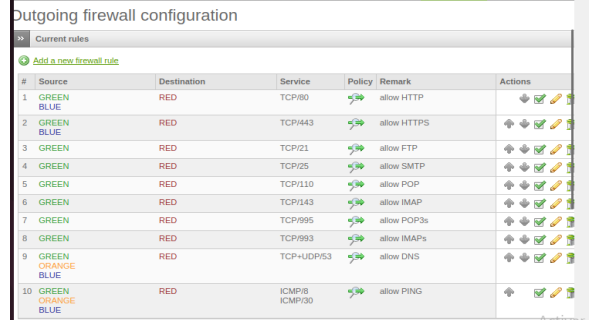 Outgoing firewall configuration
Current rules
Add a new firewall rule
# Source Destination Service Policy Remark Actions
1 GREEN RED TCP/80 allow HTTP
BLUE
2 GREEN RED TCP/443 allow HTTPS
BLUE
3 GREEN RED TCP/21 allow FTP
4 GREEN RED TCP/25 allow SMTP
5 GREEN RED TCP/110 allow POP
6 GREEN RED TCP/143 allow IMAP
7 GREEN RED TCP/995 allow POP3s
8 GREEN RED TCP/993 allow IMAPs
9 GREEN RED TCP+UDP/53 allow DNS
ORANGE
BLUE
10 GREEN RED ICMP/8 allow PING
ORANGE ICMP/30
BLUE